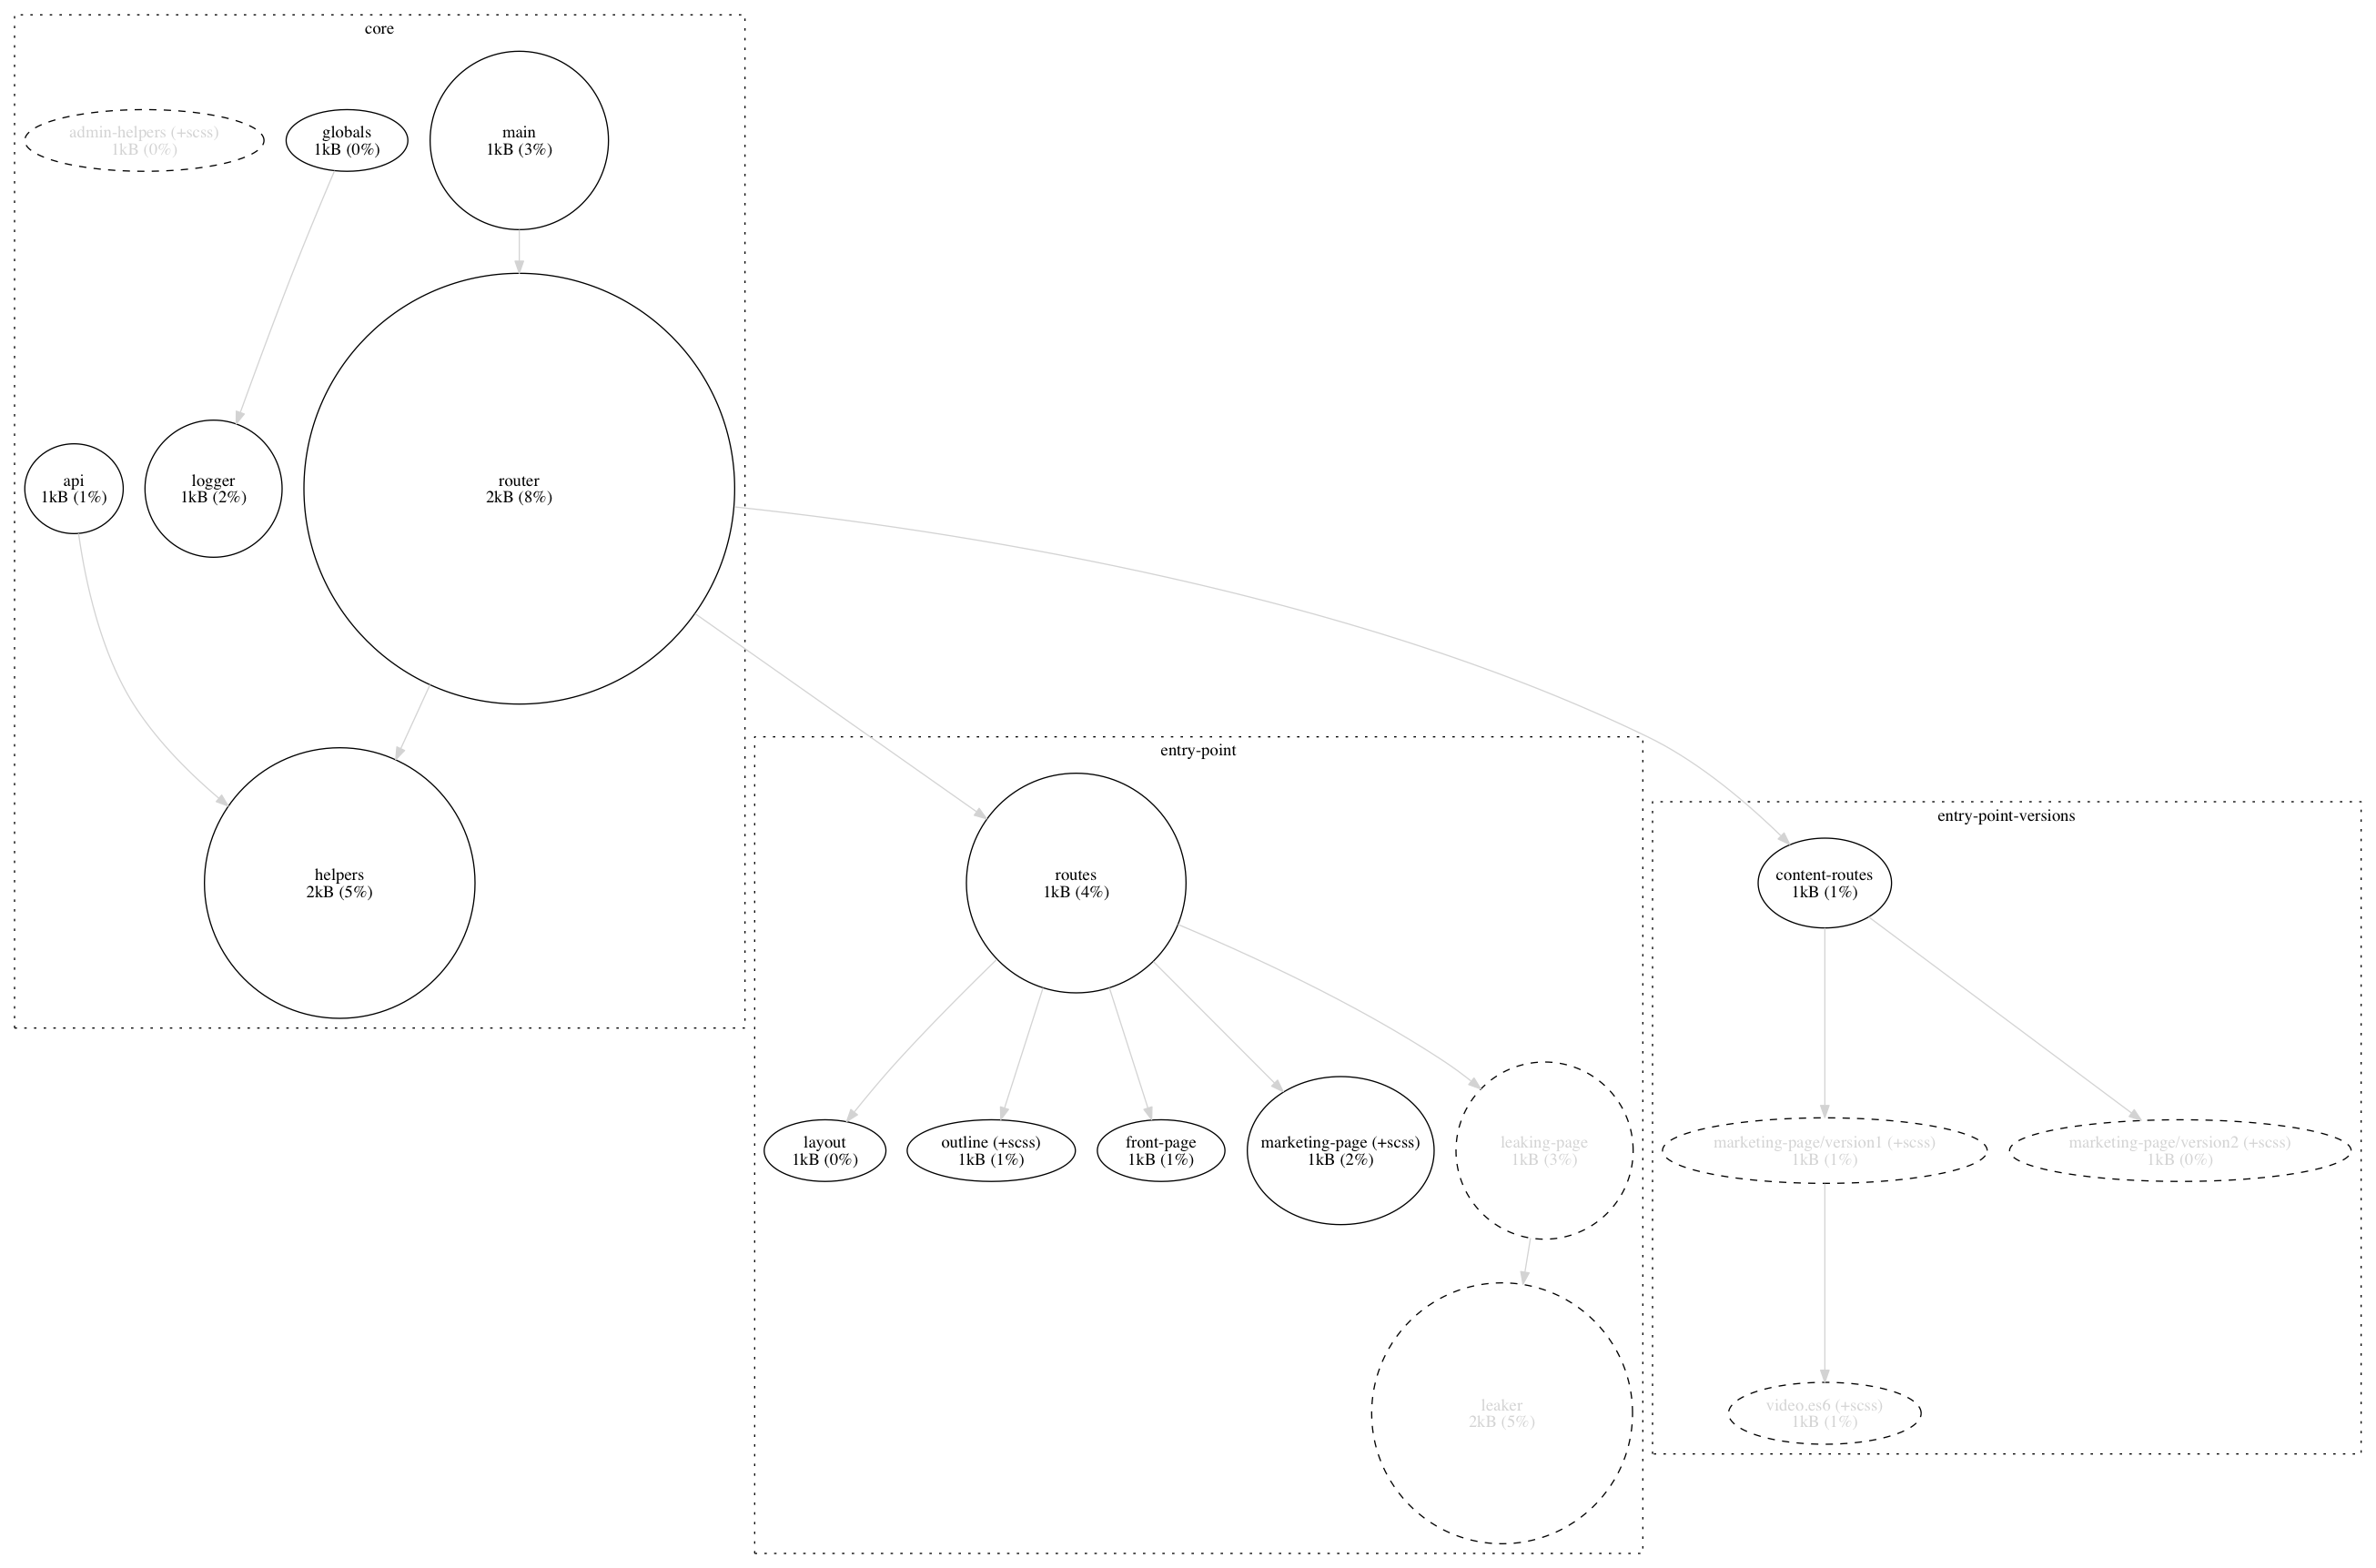 core
admin-helpers (+scss)
1kB (0%)
globals
1kB (0%)
main
1kB (3%)
api
1kB (1%)
logger
1kB (2%)
router
2kB (8%)
helpers
2kB (5%)
entry-point
routes
1kB (4%)
layout
1kB (0%)
outline (+scss)
1kB (1%)
front-page
1kB (1%)
marketing-page (+scss)
1kB (2%)
leaking-page
1kB (3%)
leaker
2kB (5%)
entry-point-versions
content-routes
1kB (1%)
marketing-page/version1 (+scss)
1kB (1%)
marketing-page/version2 (+scss)
1kB (0%)
video.es6 (+scss)
1kB (1%)